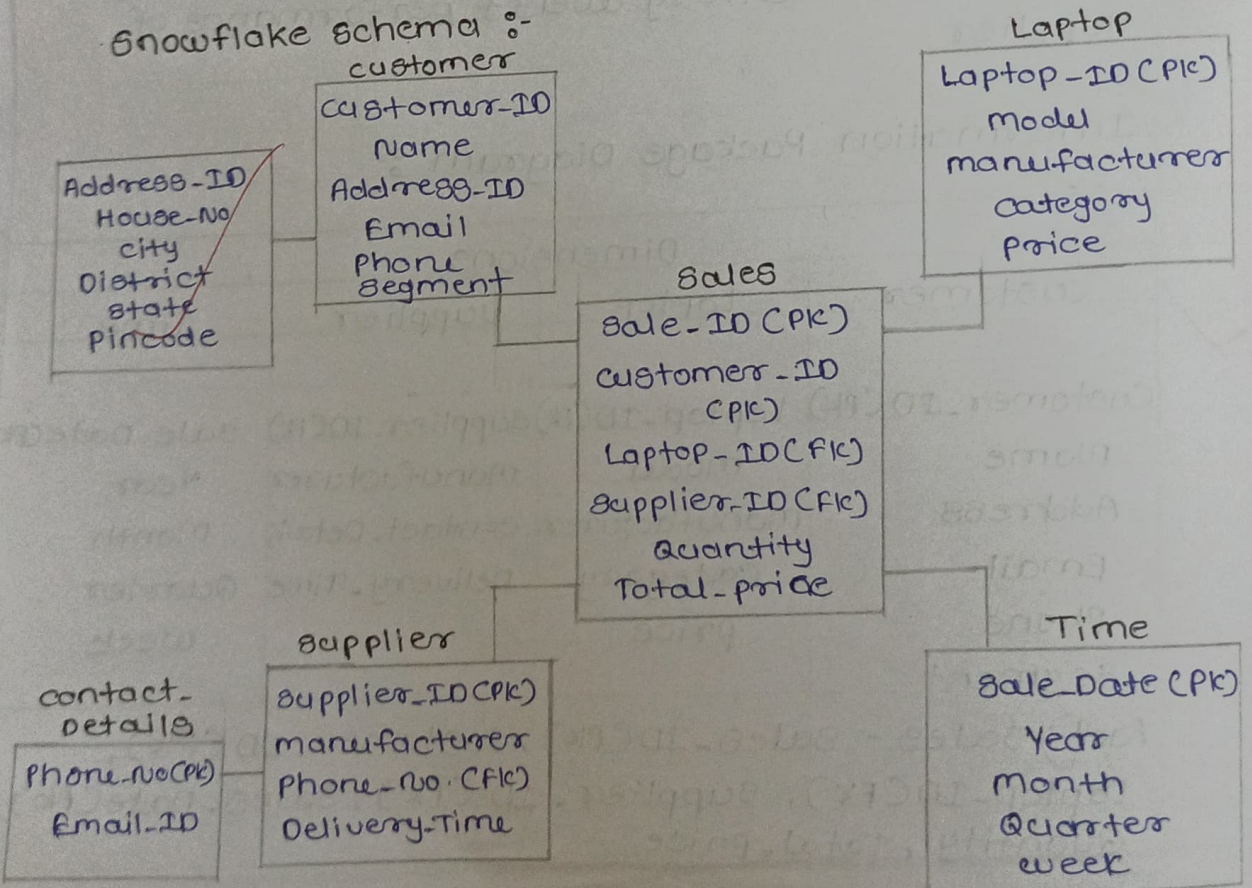 Snowflake schema :-
customer
Customer-ID
Name
Address-ID
Email
Phone
Segment
Address-ID
House-No
City
District
State
Pincode
Laptop
Laptop-ID (PK)
Model
manufacturer
Category
Price
Sales
Sale-ID (PK)
Customer-ID
(PK)
Laptop-ID (FK)
Supplier-ID (FK)
Quantity
Total-price
Supplier
Supplier-ID (PK)
manufacturer
Phone-No. (FK)
Delivery-Time
contact-
Details
Phone-No (PK)
Email-ID
Time
Sale_Date (PK)
Year
Month
Quarter
week